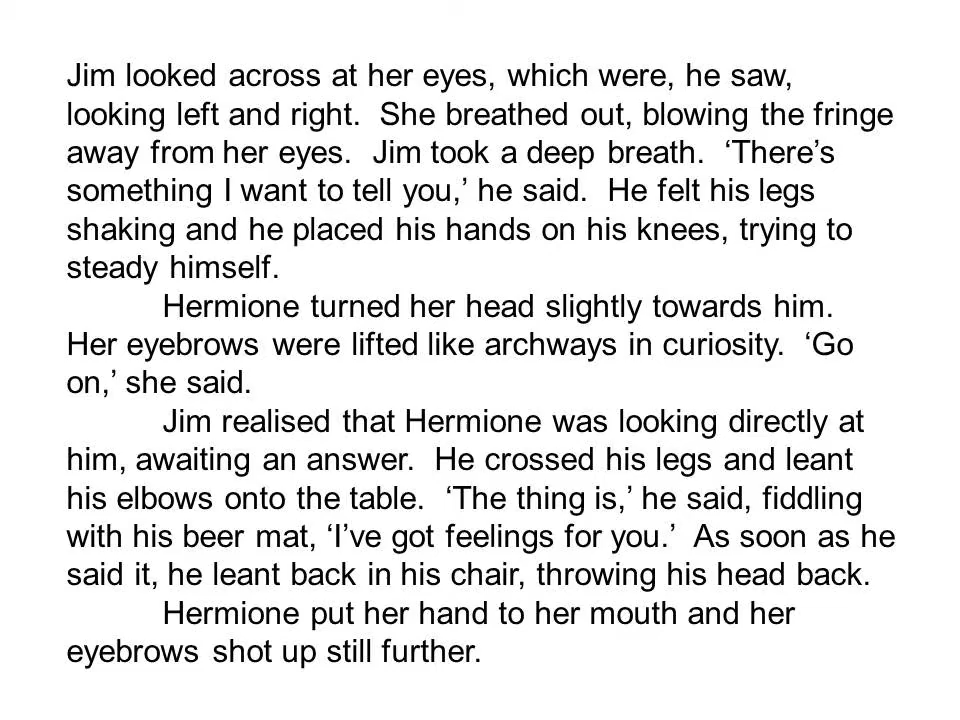 Jim looked across at her eyes, which were, he saw,
looking left and right.  She breathed out, blowing the fringe
away from her eyes.  Jim took a deep breath.  ‘There’s
something I want to tell you,’ he said.  He felt his legs
shaking and he placed his hands on his knees, trying to
steady himself.
Hermione turned her head slightly towards him.
Her eyebrows were lifted like archways in curiosity.  ‘Go
on,’ she said.
Jim realised that Hermione was looking directly at
him, awaiting an answer.  He crossed his legs and leant
his elbows onto the table.  ‘The thing is,’ he said, fiddling
with his beer mat, ‘I’ve got feelings for you.’  As soon as he
said it, he leant back in his chair, throwing his head back.
Hermione put her hand to her mouth and her
eyebrows shot up still further.